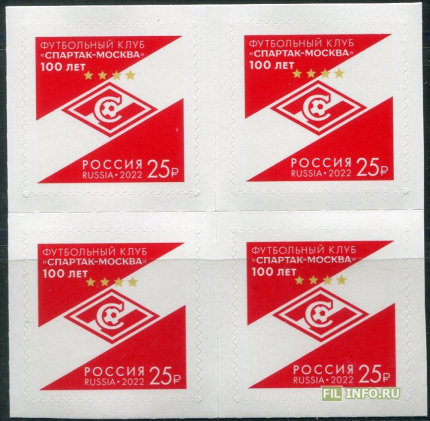 ФУТБОЛЬНЫЙ КЛУБ
«СПАРТАК-МОСКВА»
100 ЛЕТ
РОССИЯ 25₽
RUSSIA • 2022
ФУТБОЛЬНЫЙ КЛУБ
«СПАРТАК-МОСКВА»
100 ЛЕТ
РОССИЯ 25₽
RUSSIA • 2022
ФУТБОЛЬНЫЙ КЛУБ
«СПАРТАК-МОСКВА»
100 ЛЕТ
РОССИЯ 25₽
RUSSIA • 2022
ФУТБОЛЬНЫЙ КЛУБ
«СПАРТАК-МОСКВА»
100 ЛЕТ
РОССИЯ 25₽
RUSSIA • 2022
FIL INFO.RU